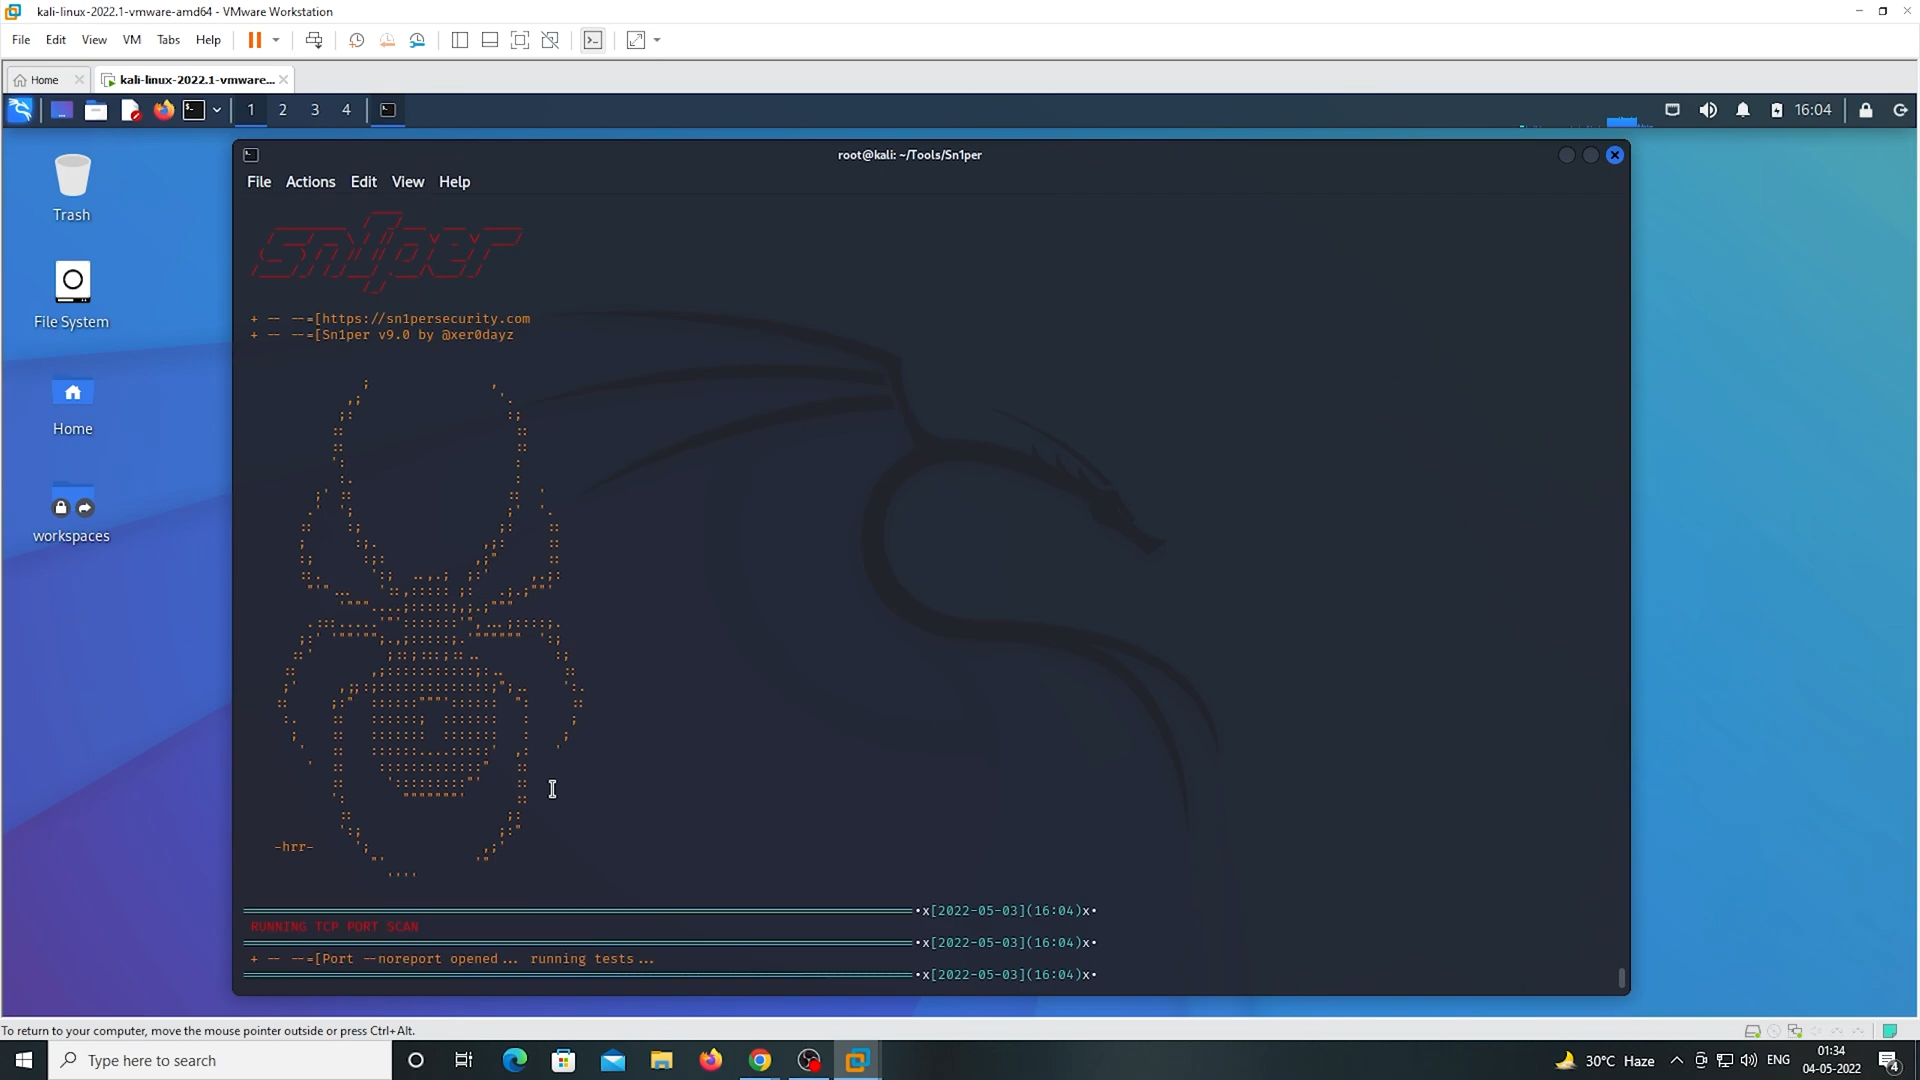 kali-linux-2022.1-vmware-amd64 - VMware Workstation
File Edit View VM Tabs Help
Home kali-linux-2022.1-vmware...
1 2 3 4 16:04
root@kali: ~/Tools/Sn1per
File Actions Edit View Help
Trash
File System
Home
workspaces
sn1per
+ -- --=[https://sn1persecurity.com
+ -- --=[Sn1per v9.0 by @xer0dayz
-hrr-
•x[2022-05-03](16:04)x•
RUNNING TCP PORT SCAN
•x[2022-05-03](16:04)x•
+ -- --=[Port --noreport opened... running tests...
•x[2022-05-03](16:04)x•
To return to your computer, move the mouse pointer outside or press Ctrl+Alt.
Type here to search
30°C Haze
ENG
01:34
04-05-2022
4